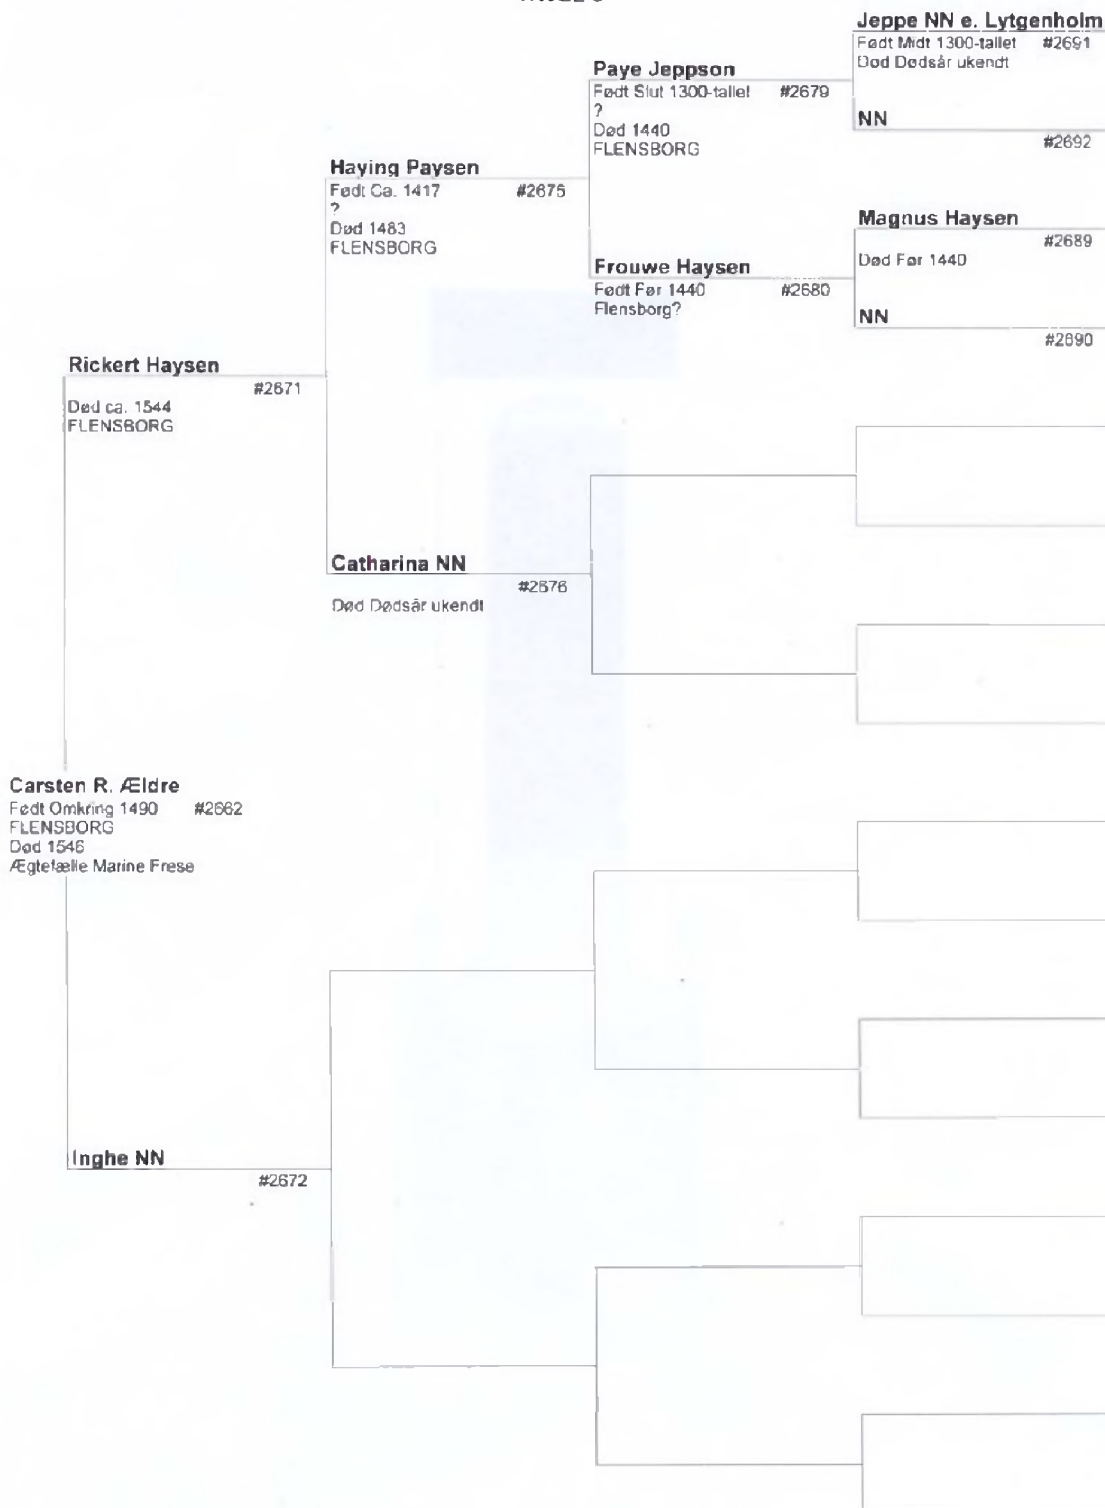 Jeppe NN e. Lytgenholm
Født Midt 1300-tallet #2691
Død Dødsår ukendt
Paye Jeppson
Født Slut 1300-tallet #2679
?
Død 1440
FLENSBORG
NN
#2692
Haying Paysen
Født Ca. 1417 #2675
?
Død 1483
FLENSBORG
Magnus Haysen
#2689
Død Før 1440
Frouwe Haysen
Født Før 1440 #2680
Flensborg?
NN
#2690
Rickert Haysen
#2671
Død ca. 1544
FLENSBORG
Catharina NN
#2676
Død Dødsår ukendt
Carsten R. Ældre
Født Omkring 1490 #2662
FLENSBORG
Død 1546
Ægtefælle Marine Frese
Inghe NN
#2672